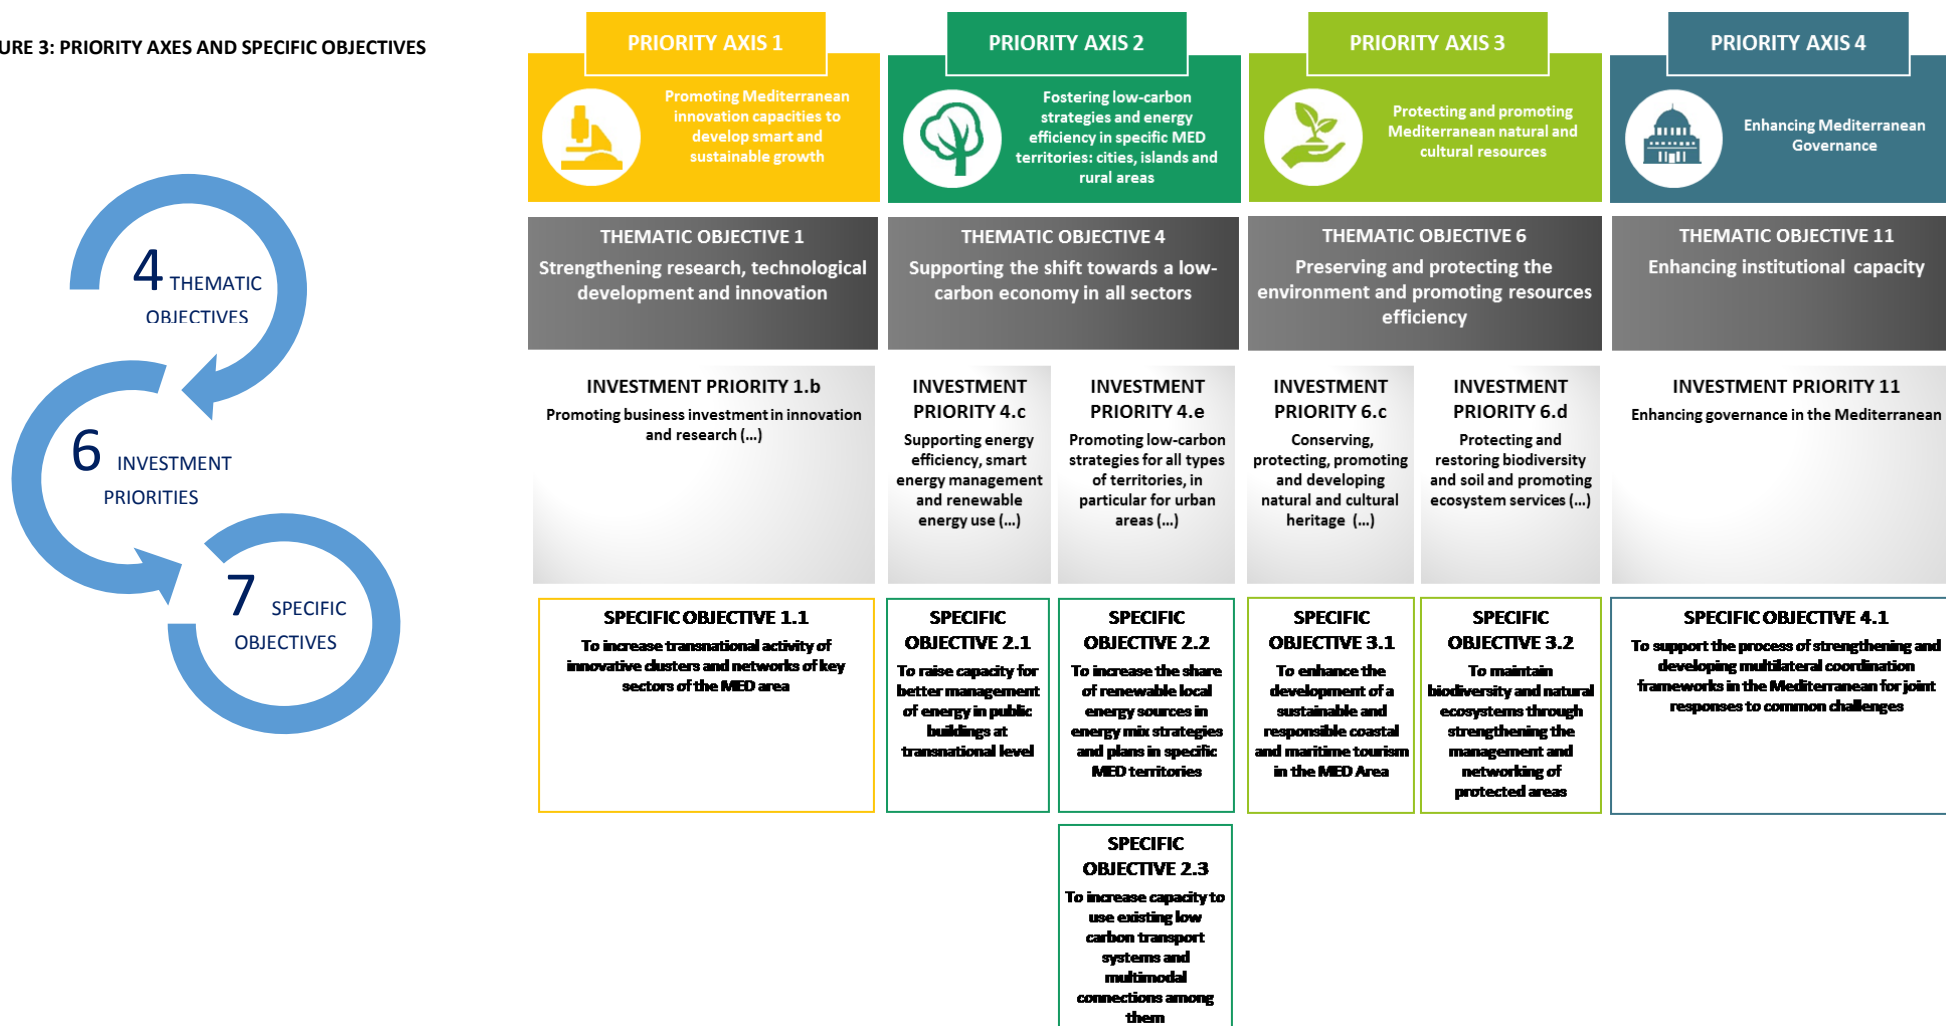 URE 3: PRIORITY AXES AND SPECIFIC OBJECTIVES
4 THEMATIC
OBJECTIVES
6 INVESTMENT
PRIORITIES
7 SPECIFIC
OBJECTIVES
PRIORITY AXIS 1
Promoting Mediterranean
innovation capacities to
develop smart and
sustainable growth
PRIORITY AXIS 2
Fostering low-carbon
strategies and energy
efficiency in specific MED
territories: cities, islands and
rural areas
PRIORITY AXIS 3
Protecting and promoting
Mediterranean natural and
cultural resources
PRIORITY AXIS 4
Enhancing Mediterranean
Governance
THEMATIC OBJECTIVE 1
Strengthening research, technological
development and innovation
THEMATIC OBJECTIVE 4
Supporting the shift towards a low-
carbon economy in all sectors
THEMATIC OBJECTIVE 6
Preserving and protecting the
environment and promoting resources
efficiency
THEMATIC OBJECTIVE 11
Enhancing institutional capacity
INVESTMENT PRIORITY 1.b
Promoting business investment in innovation
and research (...)
INVESTMENT
PRIORITY 4.c
Supporting energy
efficiency, smart
energy management
and renewable
energy use (...)
INVESTMENT
PRIORITY 4.e
Promoting low-carbon
strategies for all types
of territories, in
particular for urban
areas (...)
INVESTMENT
PRIORITY 6.c
Conserving,
protecting, promoting
and developing
natural and cultural
heritage (...)
INVESTMENT
PRIORITY 6.d
Protecting and
restoring biodiversity
and soil and promoting
ecosystem services (...)
INVESTMENT PRIORITY 11
Enhancing governance in the Mediterranean
SPECIFIC OBJECTIVE 1.1
To increase transnational activity of
innovative clusters and networks of key
sectors of the MED area
SPECIFIC
OBJECTIVE 2.1
To raise capacity for
better management
of energy in public
buildings at
transnational level
SPECIFIC
OBJECTIVE 2.2
To increase the share
of renewable local
energy sources in
energy mix strategies
and plans in specific
MED territories
SPECIFIC
OBJECTIVE 2.3
To increase capacity to
use existing low
carbon transport
systems and
multimodal
connections among
them
SPECIFIC
OBJECTIVE 3.1
To enhance the
development of a
sustainable and
responsible coastal
and maritime tourism
in the MED Area
SPECIFIC
OBJECTIVE 3.2
To maintain
biodiversity and natural
ecosystems through
strengthening the
management and
networking of
protected areas
SPECIFIC OBJECTIVE 4.1
To support the process of strengthening and
developing multilateral coordination
frameworks in the Mediterranean for joint
responses to common challenges